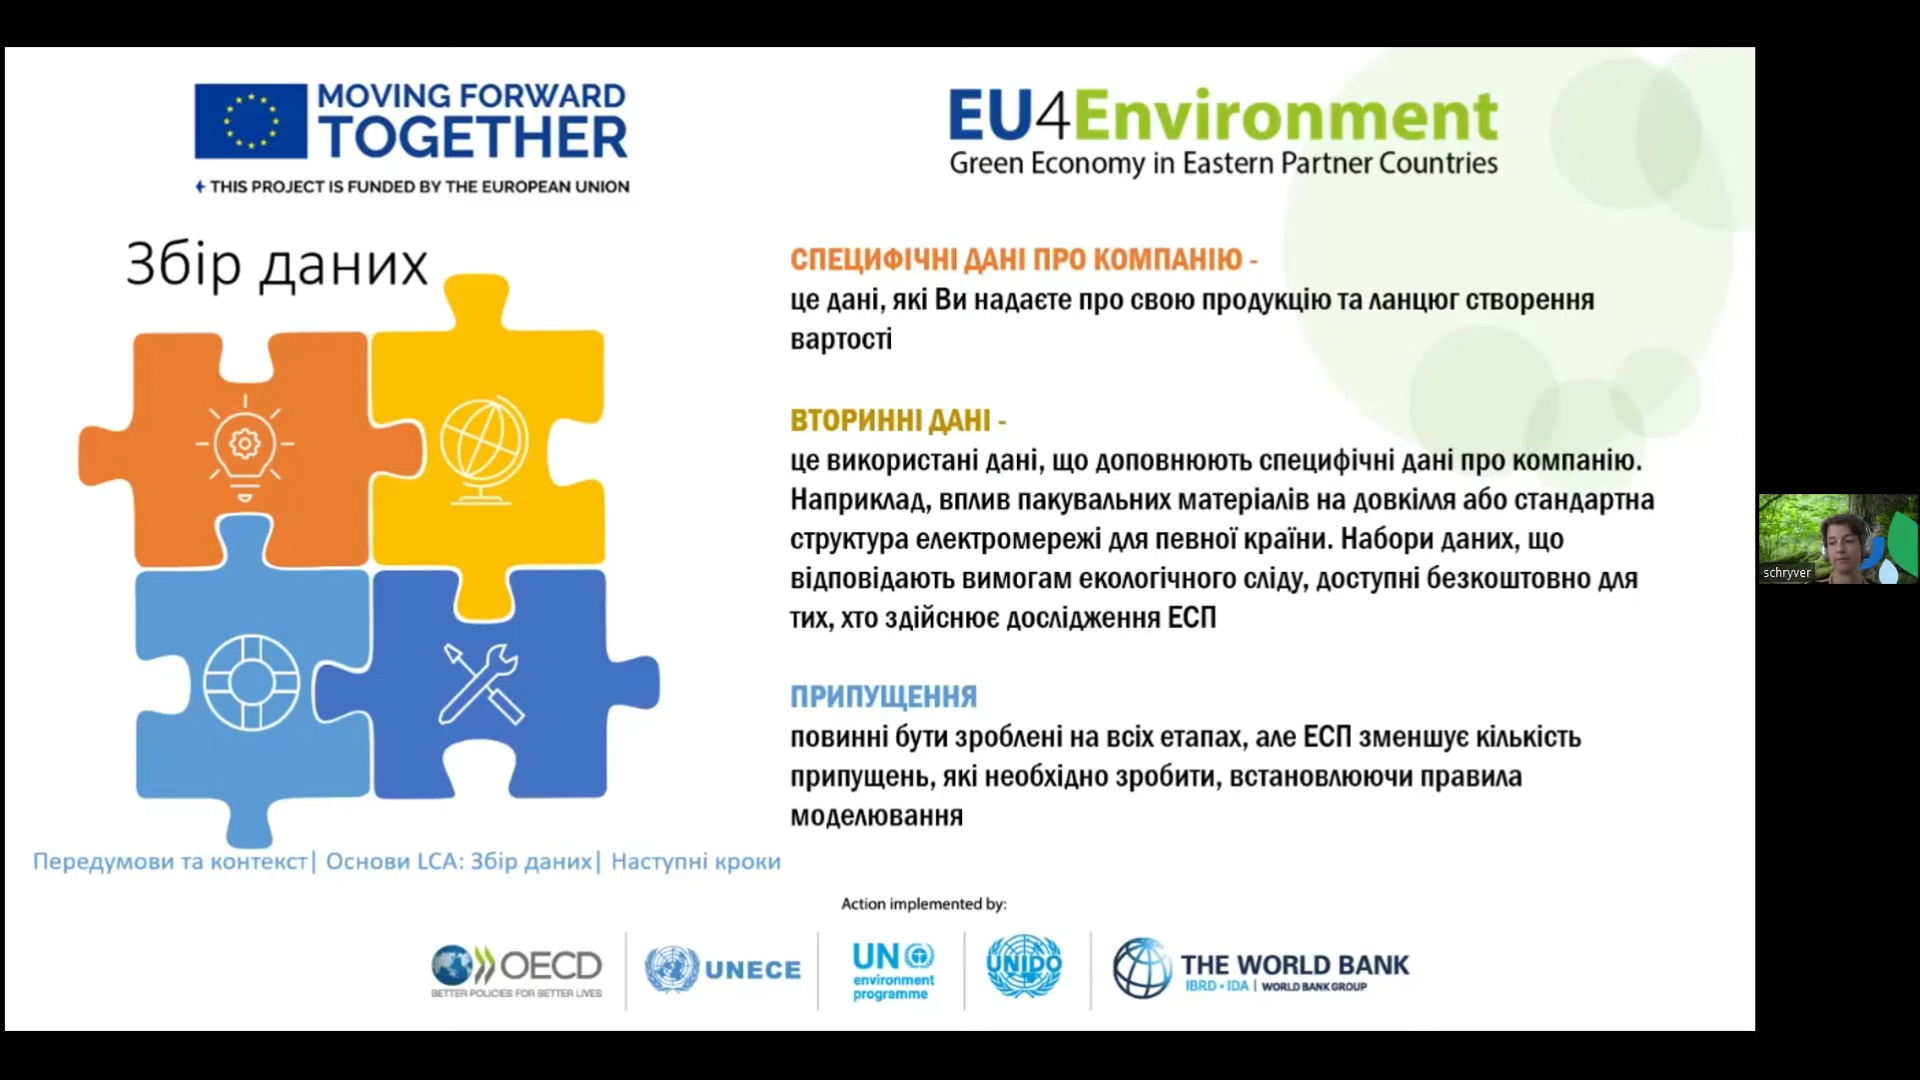 MOVING FORWARD
TOGETHER
THIS PROJECT IS FUNDED BY THE EUROPEAN UNION
EU4Environment
Green Economy in Eastern Partner Countries
Збір даних
СПЕЦИФІЧНІ ДАНІ ПРО КОМПАНІЮ -
це дані, які Ви надаєте про свою продукцію та ланцюг створення
вартості
ВТОРИННІ ДАНІ -
це використані дані, що доповнюють специфічні дані про компанію.
Наприклад, вплив пакувальних матеріалів на довкілля або стандартна
структура електромережі для певної країни. Набори даних, що
відповідають вимогам екологічного сліду, доступні безкоштовно для
тих, хто здійснює дослідження ЕСП
ПРИПУЩЕННЯ
повинні бути зроблені на всіх етапах, але ЕСП зменшує кількість
припущень, які необхідно зробити, встановлюючи правила
моделювання
Передумови та контекст| Основи LCA: Збір даних| Наступні кроки
Action implemented by:
OECD
BETTER POLICIES FOR BETTER LIVES
UNECE
UN
environment
programme
UNIDO
THE WORLD BANK
IBRD • IDA | WORLD BANK GROUP
schryver